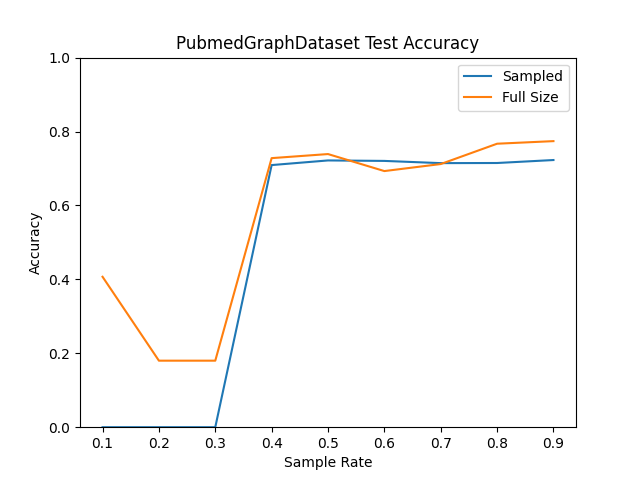 PubmedGraphDataset Test Accuracy
Sampled
Full Size
1.0
0.8
0.6
0.4
0.2
0.0
Accuracy
0.1 0.2 0.3 0.4 0.5 0.6 0.7 0.8 0.9
Sample Rate